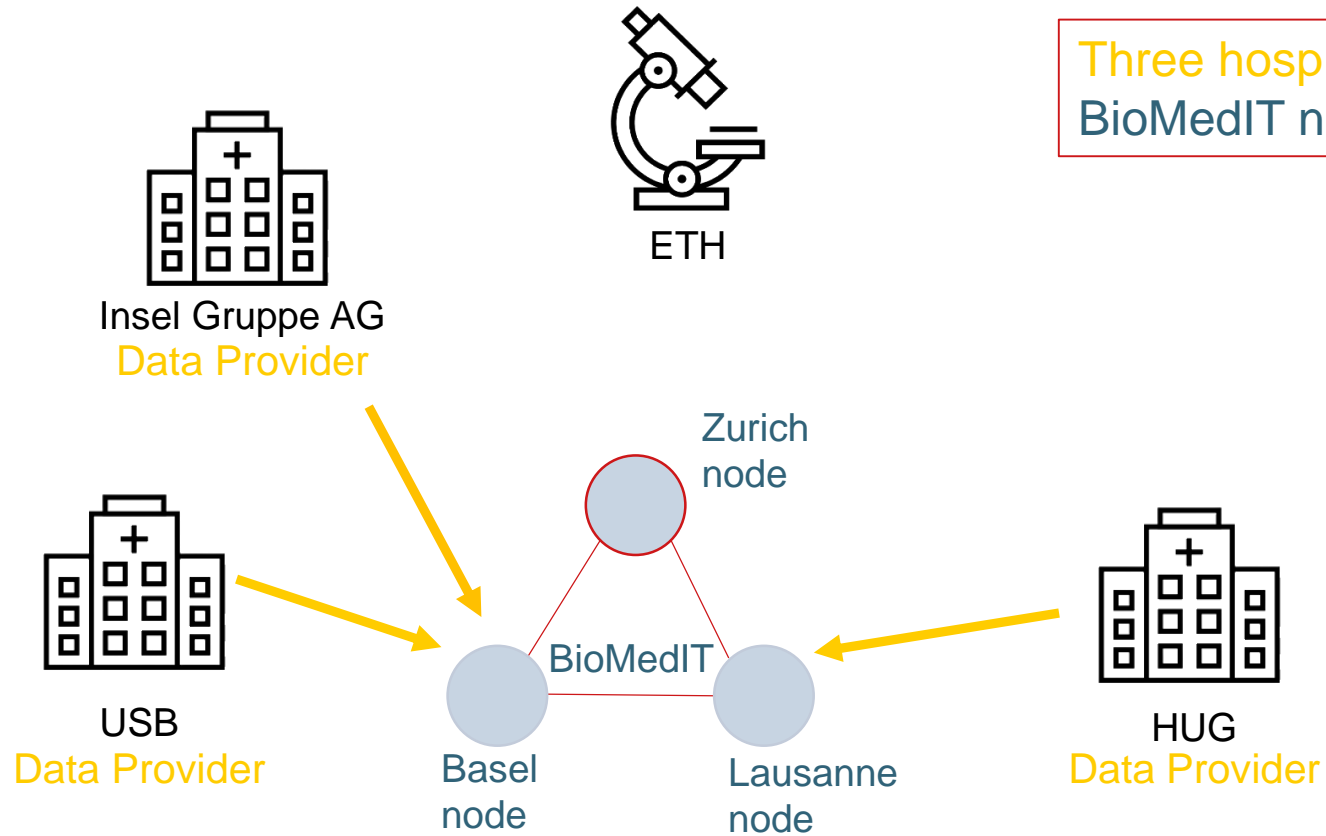 Three hosp
BioMedIT n
ETH
Insel Gruppe AG
Data Provider
Zurich
node
BioMedIT
USB
Data Provider
Basel
node
Lausanne
node
HUG
Data Provider